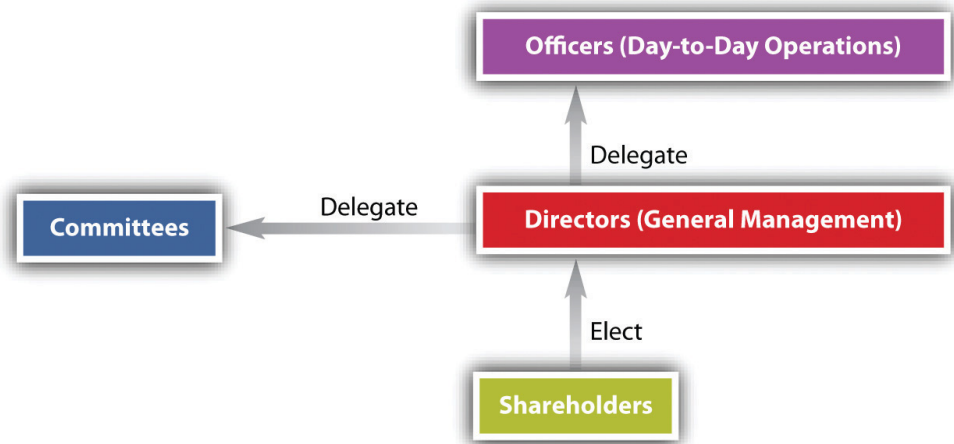 Officers (Day-to-Day Operations)
Delegate
Delegate
Committees
Directors (General Management)
Elect
Shareholders